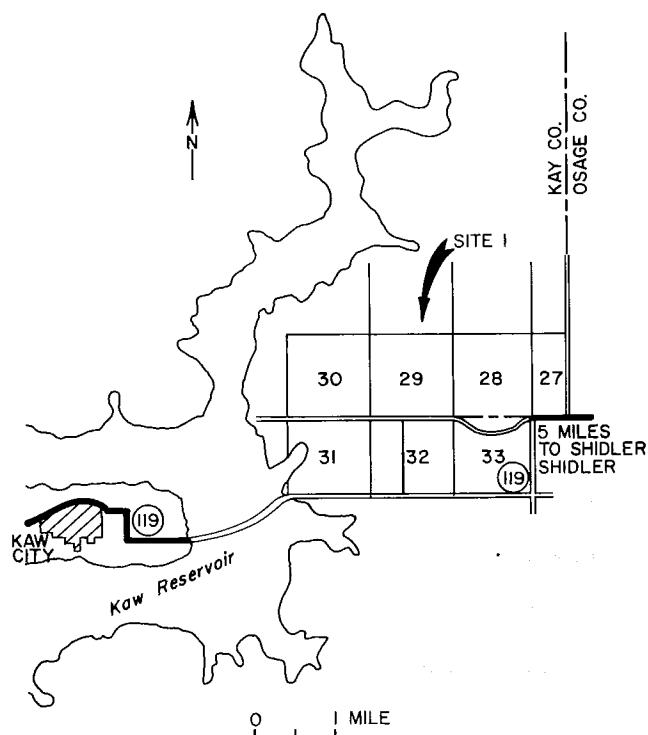 N
KAY CO.
OSAGE CO.
SITE 1
30
29
28
27
31
32
33
119
5 MILES
TO SHIDLER
SHIDLER
119
KAW
CITY
Kaw Reservoir
0 1 MILE